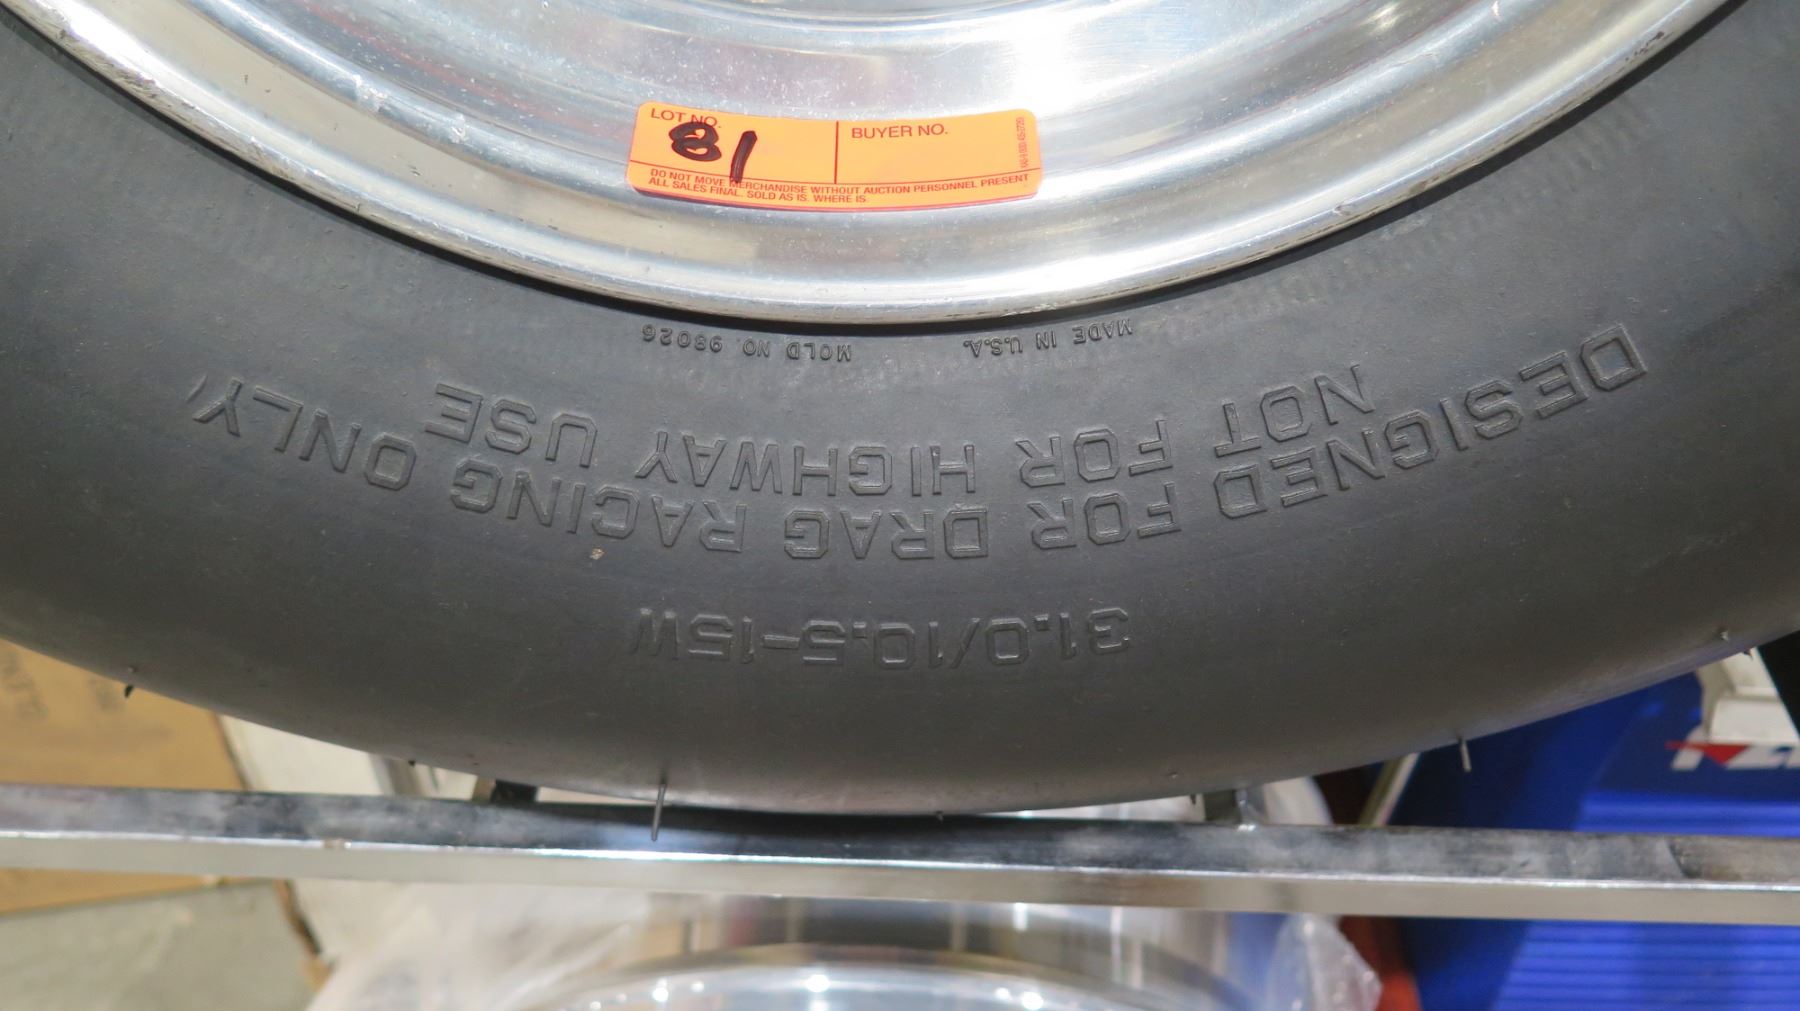 LOT NO.
81
BUYER NO.
DO NOT MOVE MERCHANDISE WITHOUT AUCTION PERSONNEL PRESENT
ALL SALES FINAL. SOLD AS IS. WHERE IS.
MADE IN U.S.A.
MOLD NO. 98026
NOT FOR HIGHWAY USE
DESIGNED FOR DRAG RACING ONLY
31.0/10.5-15W